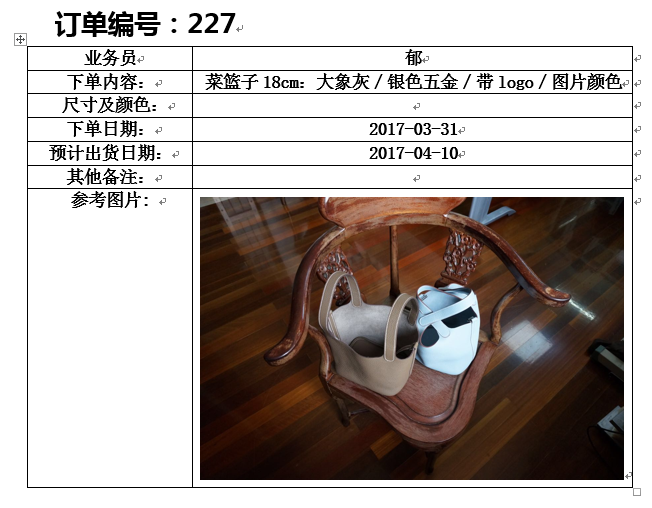 订单编号：227
业务员 郁
下单内容： 菜篮子 18cm：大象灰 / 银色五金 / 带 logo / 图片颜色
尺寸及颜色：
下单日期： 2017-03-31
预计出货日期： 2017-04-10
其他备注：
参考图片：